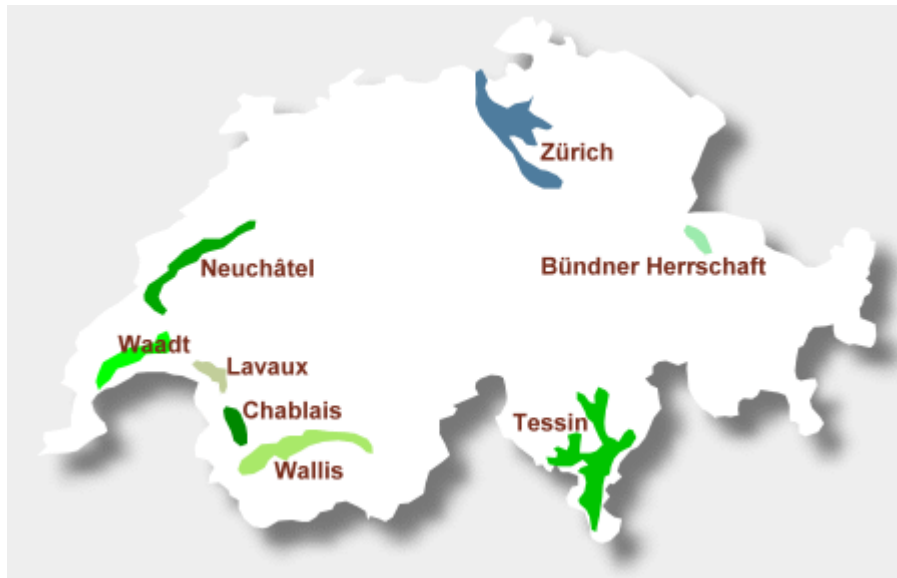 Zürich
Neuchâtel
Bündner Herrschaft
Waadt
Lavaux
Chablais
Tessin
Wallis